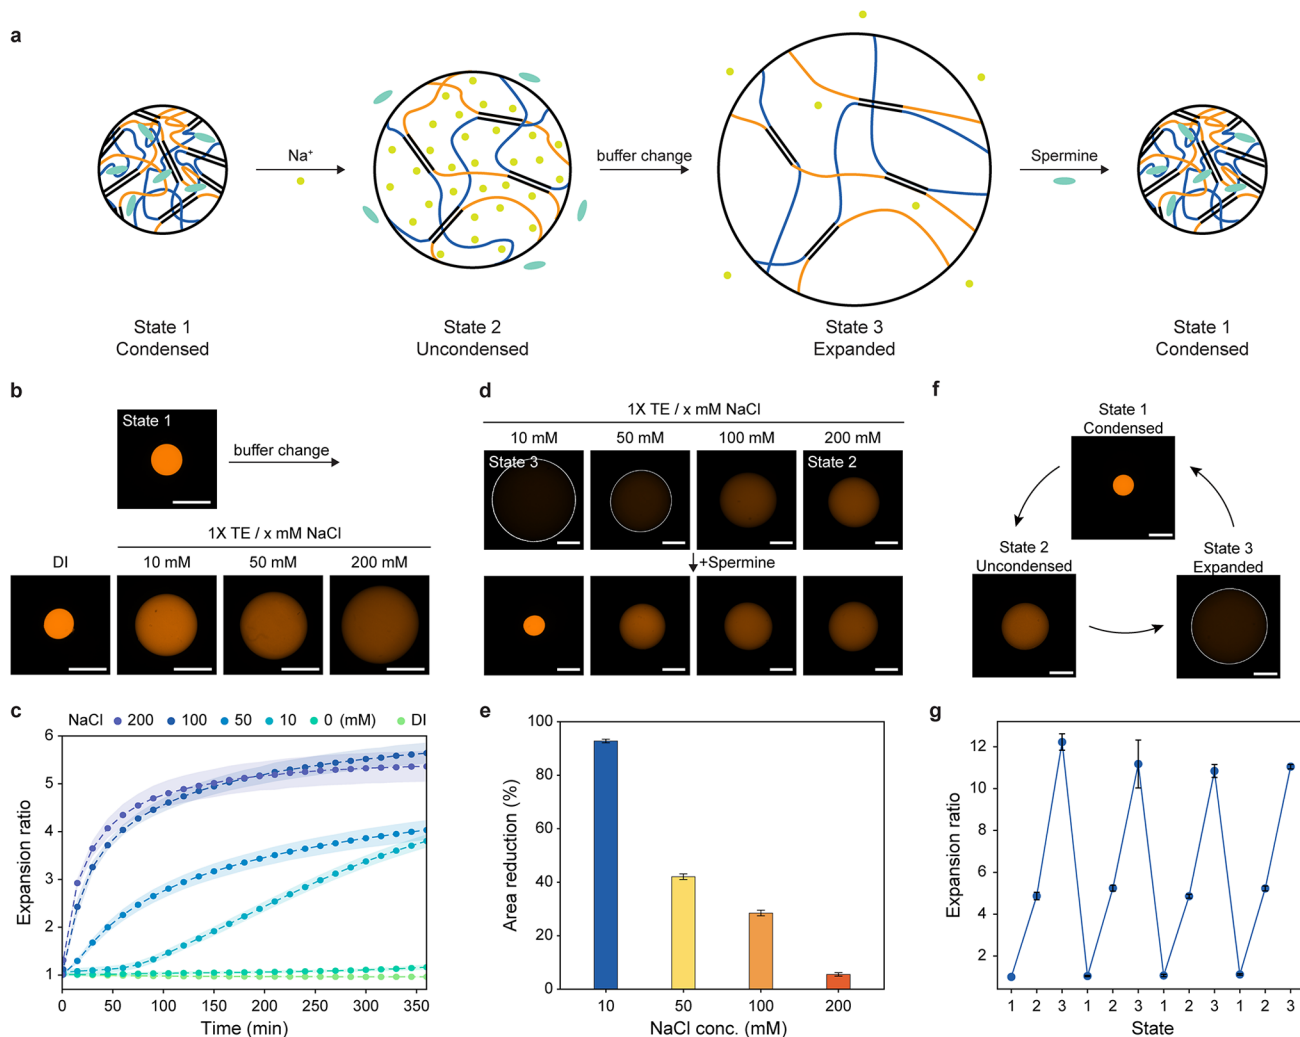 a
Na⁺
buffer change
Spermine
State 1
Condensed
State 2
Uncondensed
State 3
Expanded
State 1
Condensed
b
State 1
buffer change
1X TE / x mM NaCl
DI
10 mM
50 mM
200 mM
c
NaCl
200
100
50
10
0 (mM)
DI
6
5
4
3
2
1
Expansion ratio
0 50 100 150 200 250 300 350
Time (min)
d
1X TE / x mM NaCl
10 mM
50 mM
100 mM
200 mM
State 3
State 2
+Spermine
e
100
80
60
40
20
0
Area reduction (%)
10 50 100 200
NaCl conc. (mM)
f
State 1
Condensed
State 2
Uncondensed
State 3
Expanded
g
12
10
8
6
4
2
Expansion ratio
1 2 3 1 2 3 1 2 3 1 2 3
State